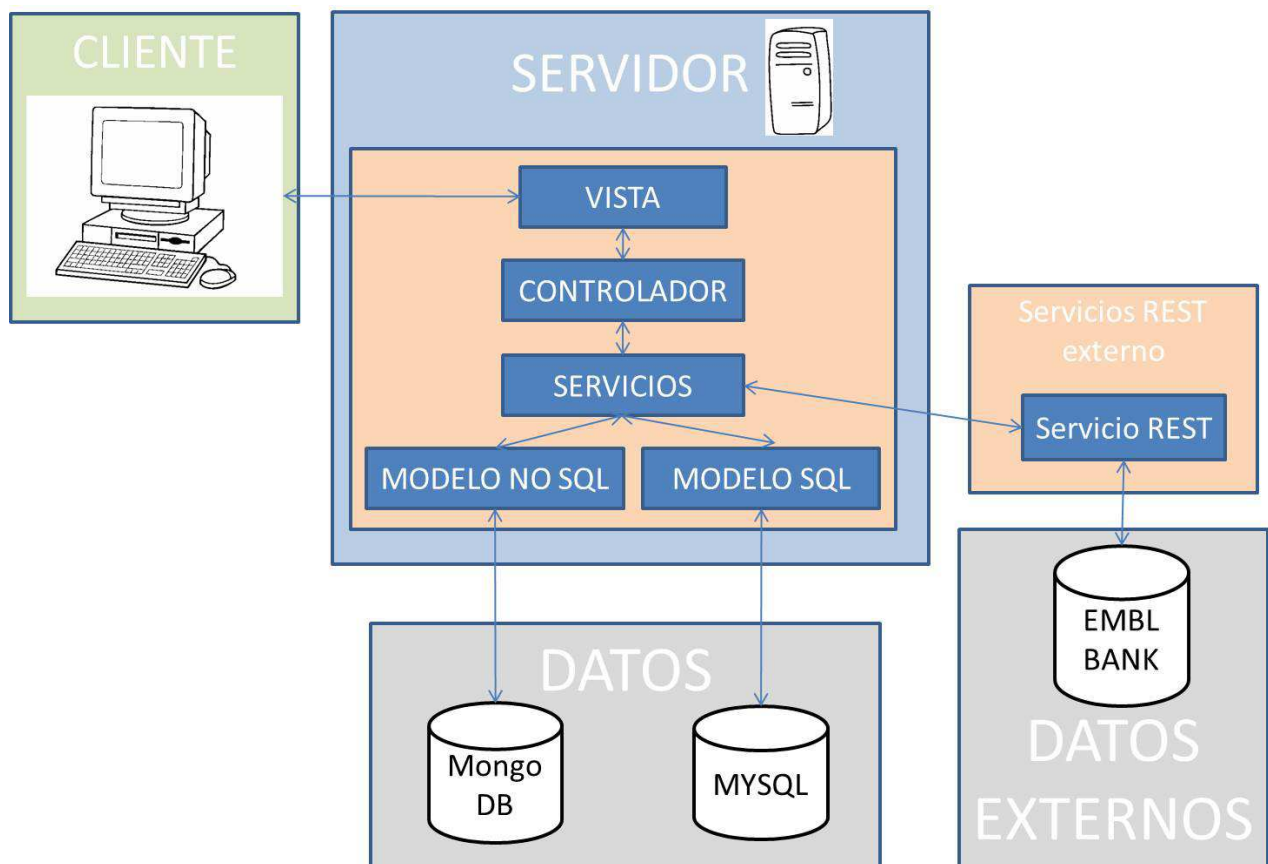 CLIENTE
SERVIDOR
VISTA
CONTROLADOR
SERVICIOS
MODELO NO SQL
MODELO SQL
Servicios REST
externo
Servicio REST
DATOS
Mongo
DB
MYSQL
EMBL
BANK
DATOS
EXTERNOS